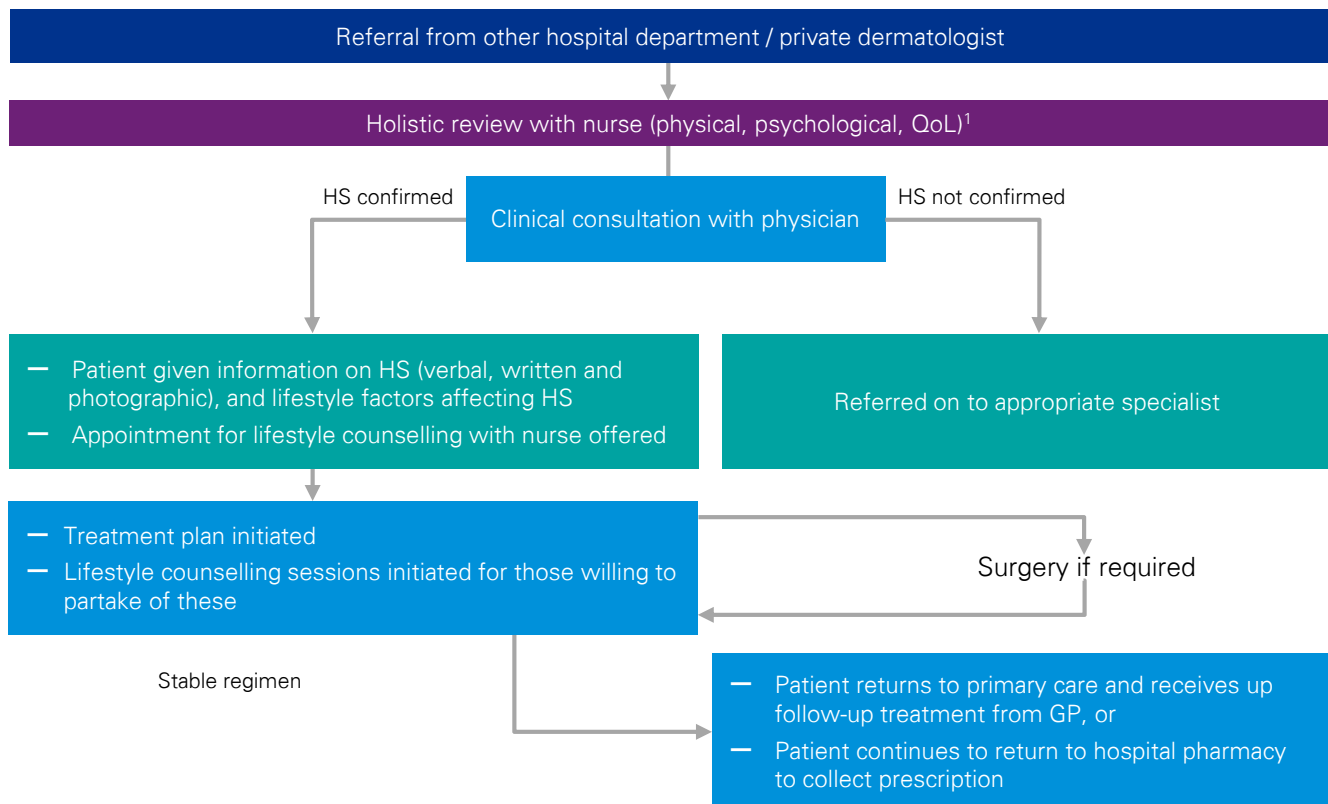 Referral from other hospital department / private dermatologist
Holistic review with nurse (physical, psychological, QoL)¹
HS confirmed
Clinical consultation with physician
HS not confirmed
— Patient given information on HS (verbal, written and
photographic), and lifestyle factors affecting HS
— Appointment for lifestyle counselling with nurse offered
Referred on to appropriate specialist
— Treatment plan initiated
— Lifestyle counselling sessions initiated for those willing to
partake of these
Surgery if required
Stable regimen
— Patient returns to primary care and receives up
follow-up treatment from GP, or
— Patient continues to return to hospital pharmacy
to collect prescription